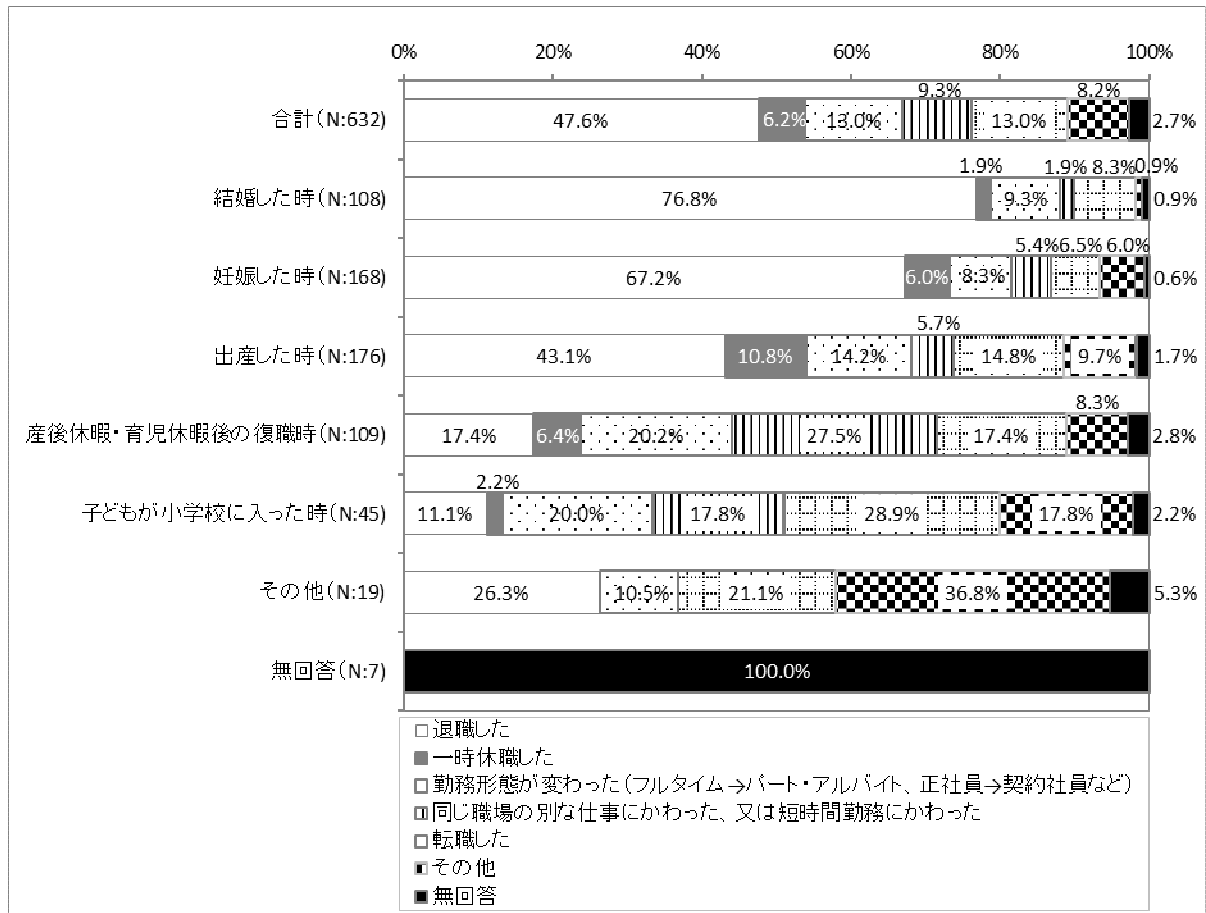 0% 20% 40% 60% 80% 100%
9.3% 8.2%
合計(N:632) 47.6% 6.2% 13.0% 13.0% 2.7%
1.9% 1.9% 8.3% 0.9%
結婚した時(N:108) 76.8% 9.3% 0.9%
5.4% 6.5% 6.0%
妊娠した時(N:168) 67.2% 6.0% 8.3% 0.6%
5.7%
出産した時(N:176) 43.1% 10.8% 14.2% 14.8% 9.7% 1.7%
8.3%
産後休暇・育児休暇後の復職時(N:109) 17.4% 6.4% 20.2% 27.5% 17.4% 2.8%
2.2%
子どもが小学校に入った時(N:45) 11.1% 20.0% 17.8% 28.9% 17.8% 2.2%
その他(N:19) 26.3% 10.5% 21.1% 36.8% 5.3%
無回答(N:7) 100.0%
退職した
一時休職した
勤務形態が変わった(フルタイム→パート・アルバイト、正社員→契約社員など)
同じ職場の別な仕事にかわった、又は短時間勤務にかわった
転職した
その他
無回答